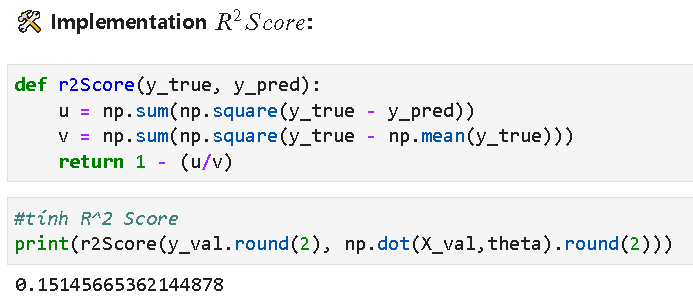 🛠 Implementation R² Score:
def r2Score(y_true, y_pred):
    u = np.sum(np.square(y_true - y_pred))
    v = np.sum(np.square(y_true - np.mean(y_true)))
    return 1 - (u/v)
#tính R^2 Score
print(r2Score(y_val.round(2), np.dot(X_val,theta).round(2)))
0.15145665362144878